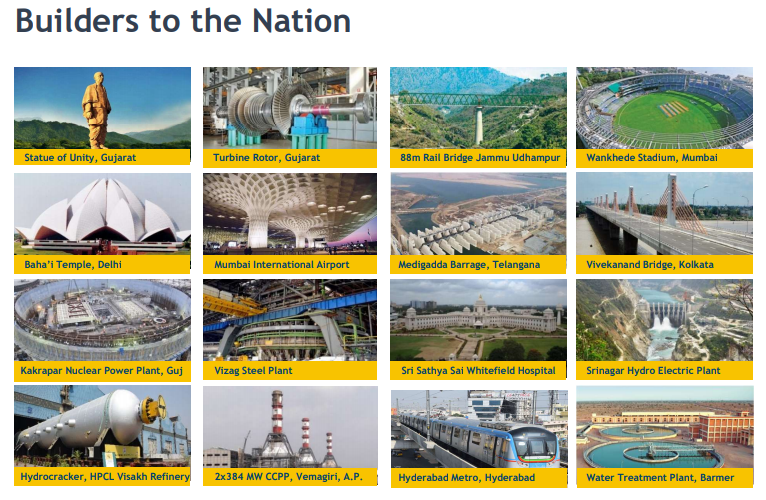 Builders to the Nation
Statue of Unity, Gujarat
Turbine Rotor, Gujarat
88m Rail Bridge Jammu Udhampur
Wankhede Stadium, Mumbai
Baha’i Temple, Delhi
Mumbai International Airport
Medigadda Barrage, Telangana
Vivekanand Bridge, Kolkata
Kakrapar Nuclear Power Plant, Guj
Vizag Steel Plant
Sri Sathya Sai Whitefield Hospital
Srinagar Hydro Electric Plant
Hydrocracker, HPCL Visakh Refinery
2x384 MW CCPP, Vemagiri, A.P.
Hyderabad Metro, Hyderabad
Water Treatment Plant, Barmer